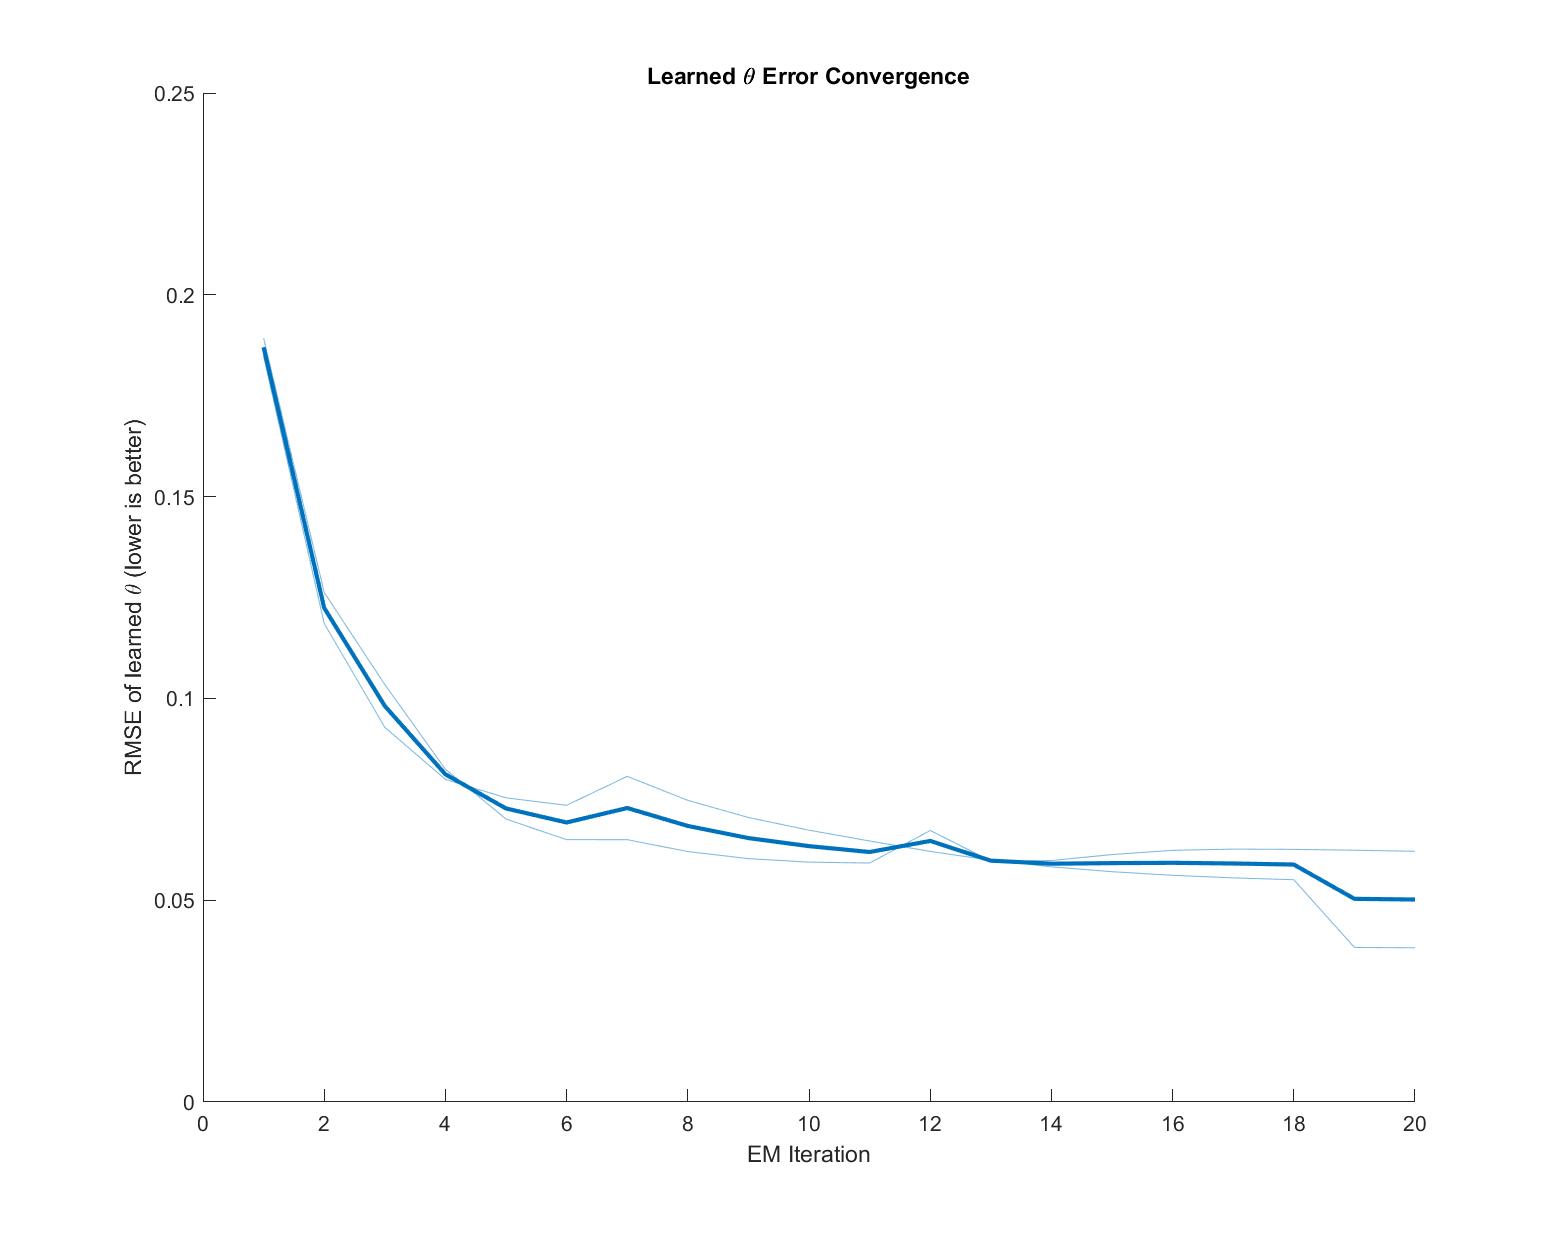 Learned θ Error Convergence
0.25
0.2
0.15
0.1
0.05
0
RMSE of learned θ (lower is better)
0 2 4 6 8 10 12 14 16 18 20
EM Iteration